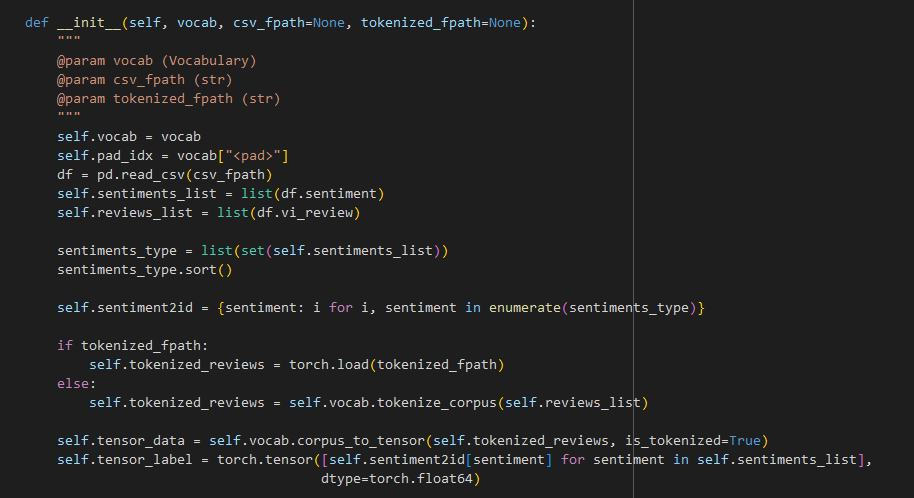 def __init__(self, vocab, csv_fpath=None, tokenized_fpath=None):
    """
    @param vocab (Vocabulary)
    @param csv_fpath (str)
    @param tokenized_fpath (str)
    """
    self.vocab = vocab
    self.pad_idx = vocab["<pad>"]
    df = pd.read_csv(csv_fpath)
    self.sentiments_list = list(df.sentiment)
    self.reviews_list = list(df.vi_review)

    sentiments_type = list(set(self.sentiments_list))
    sentiments_type.sort()

    self.sentiment2id = {sentiment: i for i, sentiment in enumerate(sentiments_type)}

    if tokenized_fpath:
        self.tokenized_reviews = torch.load(tokenized_fpath)
    else:
        self.tokenized_reviews = self.vocab.tokenize_corpus(self.reviews_list)

    self.tensor_data = self.vocab.corpus_to_tensor(self.tokenized_reviews, is_tokenized=True)
    self.tensor_label = torch.tensor([self.sentiment2id[sentiment] for sentiment in self.sentiments_list],
                                     dtype=torch.float64)